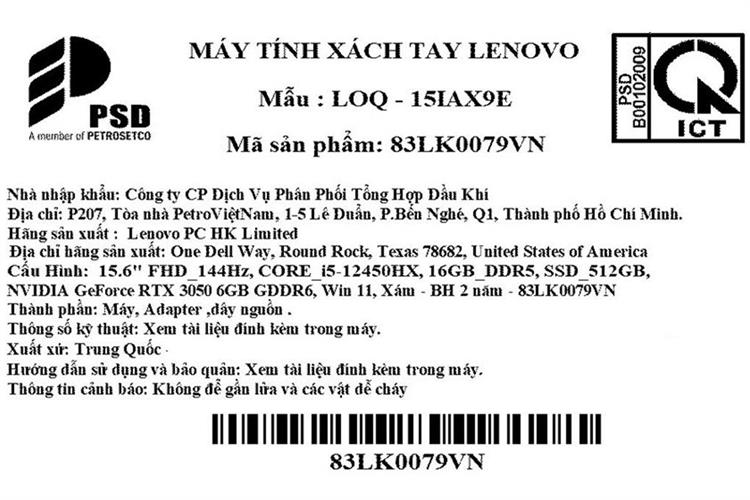 PSD
A member of PETROSETCO
MÁY TÍNH XÁCH TAY LENOVO
Mẫu : LOQ - 15IAX9E
Mã sản phẩm: 83LK0079VN
PSD
B00102009
ICT
Nhà nhập khẩu: Công ty CP Dịch Vụ Phân Phối Tổng Hợp Dầu Khí
Địa chỉ: P207, Tòa nhà PetroViệtNam, 1-5 Lê Duẩn, P.Bến Nghé, Q1, Thành phố Hồ Chí Minh.
Hãng sản xuất : Lenovo PC HK Limited
Địa chỉ hãng sản xuất: One Dell Way, Round Rock, Texas 78682, United States of America
Cấu Hình: 15.6" FHD_144Hz, CORE_i5-12450HX, 16GB_DDR5, SSD_512GB,
NVIDIA GeForce RTX 3050 6GB GDDR6, Win 11, Xám - BH 2 năm - 83LK0079VN
Thành phần: Máy, Adapter ,dây nguồn .
Thông số kỹ thuật: Xem tài liệu đính kèm trong máy.
Xuất xứ: Trung Quốc
Hướng dẫn sử dụng và bảo quản: Xem tài liệu đính kèm trong máy.
Thông tin cảnh báo: Không để gần lửa và các vật dễ cháy
83LK0079VN